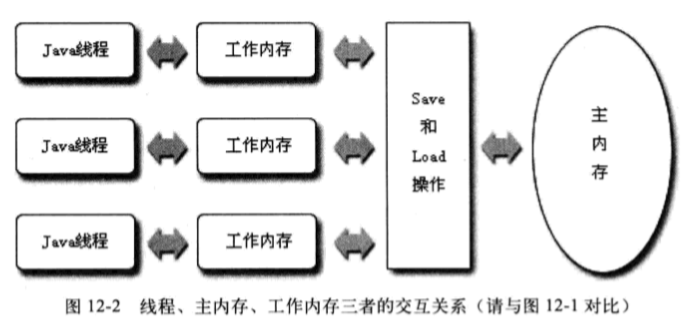 Java线程
工作内存
Java线程
工作内存
Java线程
工作内存
Save
和
Load
操作
主
内
存
图 12-2 线程、主内存、工作内存三者的交互关系（请与图 12-1 对比）